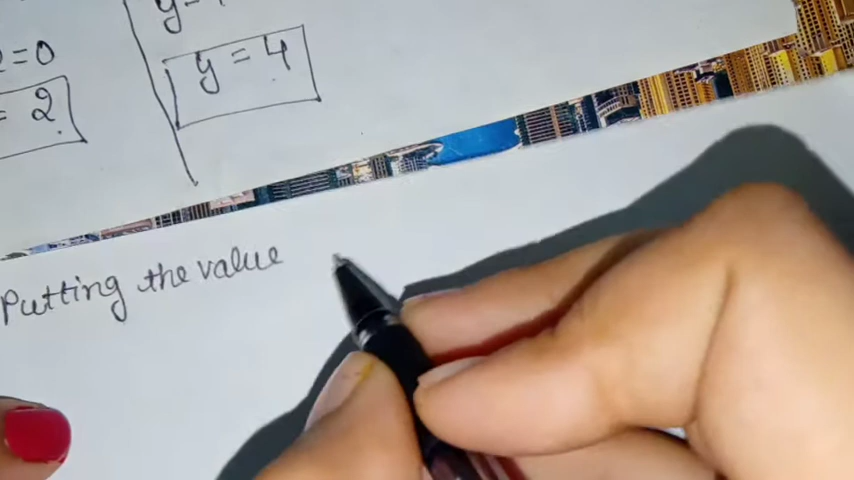 y-
2=0
y = 4
= 2
Putting the value